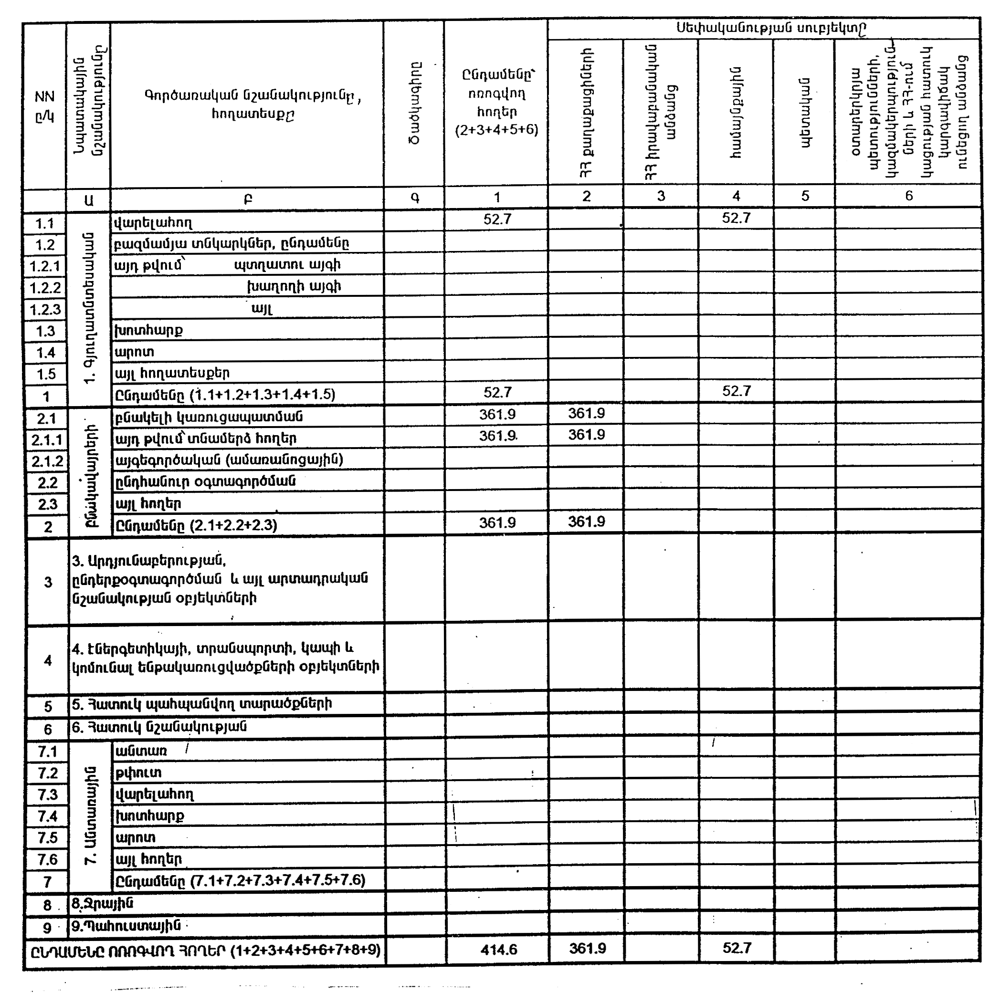 Սեփականության սուբյեկտը
NN
ը/կ
Նպատակային
նշանակությունը
Գործառական նշանակությունը,
հողատեսքը
Ծածկագիրը
Ընդամենը՝
ոռոգվող
հողեր
(2+3+4+5+6)
ՀՀ քաղաքացիների
ՀՀ իրավաբանական
անձանց
համայնքային
պետական
օտարերկրյա
պետությունների,
միջազգային
կացության հատուկ
կարգավիճակ
ունեցող անձանց
Ա Բ Գ 1 2 3 4 5 6
1. Գյուղատնտեսական
1.1 վարելահող 52.7 52.7
1.2 բազմամյա տնկարկներ, ընդամենը
1.2.1 այդ թվում՝ պտղատու այգի
1.2.2 խաղողի այգի
1.2.3 այլ
1.3 խոտհարք
1.4 արոտ
1.5 այլ հողատեսքեր
1 Ընդամենը (1.1+1.2+1.3+1.4+1.5) 52.7 52.7
բնակավայրերի
2.1 բնակելի կառուցապատման 361.9 361.9
2.1.1 այդ թվում՝ տնամերձ հողեր 361.9 361.9
2.1.2 այգեգործական (ամառանոցային)
2.2 ընդհանուր օգտագործման
2.3 այլ հողեր
2 Ընդամենը (2.1+2.2+2.3) 361.9 361.9
3 3. Արդյունաբերության,
ընդերքօգտագործման և այլ արտադրական
նշանակության օբյեկտների
4 4. էներգետիկայի, տրանսպորտի, կապի և
կոմունալ ենթակառուցվածքների օբյեկտների
5 5. Հատուկ պահպանվող տարածքների
6 6. Հատուկ նշանակության
7. Անտառային
7.1 անտառ
7.2 թփուտ
7.3 վարելահող
7.4 խոտհարք
7.5 արոտ
7.6 այլ հողեր
7 Ընդամենը (7.1+7.2+7.3+7.4+7.5+7.6)
8 8.Ջրային
9 9.Պահուստային
ԸՆԴԱՄԵՆԸ ՈՌՈԳՎՈՂ ՀՈՂԵՐ (1+2+3+4+5+6+7+8+9) 414.6 361.9 52.7